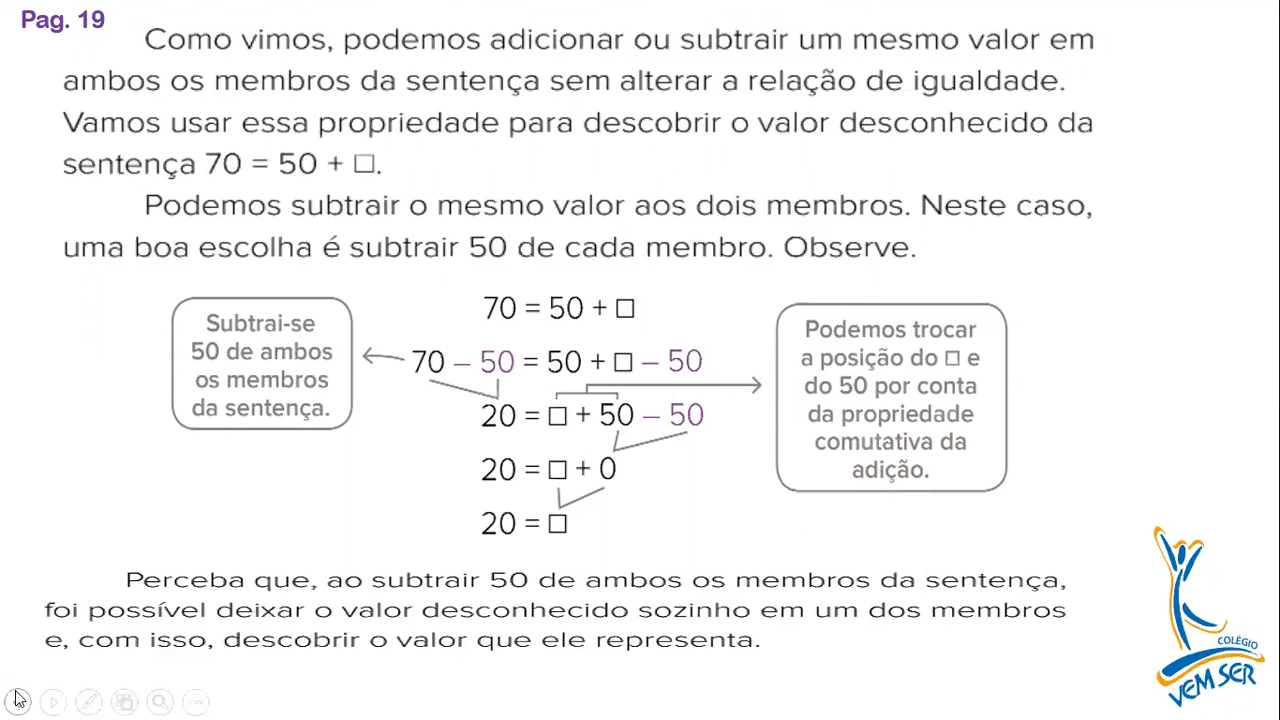 Pag. 19
Como vimos, podemos adicionar ou subtrair um mesmo valor em
ambos os membros da sentença sem alterar a relação de igualdade.
Vamos usar essa propriedade para descobrir o valor desconhecido da
sentença 70 = 50 + □.
Podemos subtrair o mesmo valor aos dois membros. Neste caso,
uma boa escolha é subtrair 50 de cada membro. Observe.
Subtrai-se
50 de ambos
os membros
da sentença.
70 = 50 + □
70 – 50 = 50 + □ – 50
20 = □ + 50 – 50
20 = □ + 0
20 = □
Podemos trocar
a posição do □ e
do 50 por conta
da propriedade
comutativa da
adição.
Perceba que, ao subtrair 50 de ambos os membros da sentença,
foi possível deixar o valor desconhecido sozinho em um dos membros
e, com isso, descobrir o valor que ele representa.
COLÉGIO
VEM SER